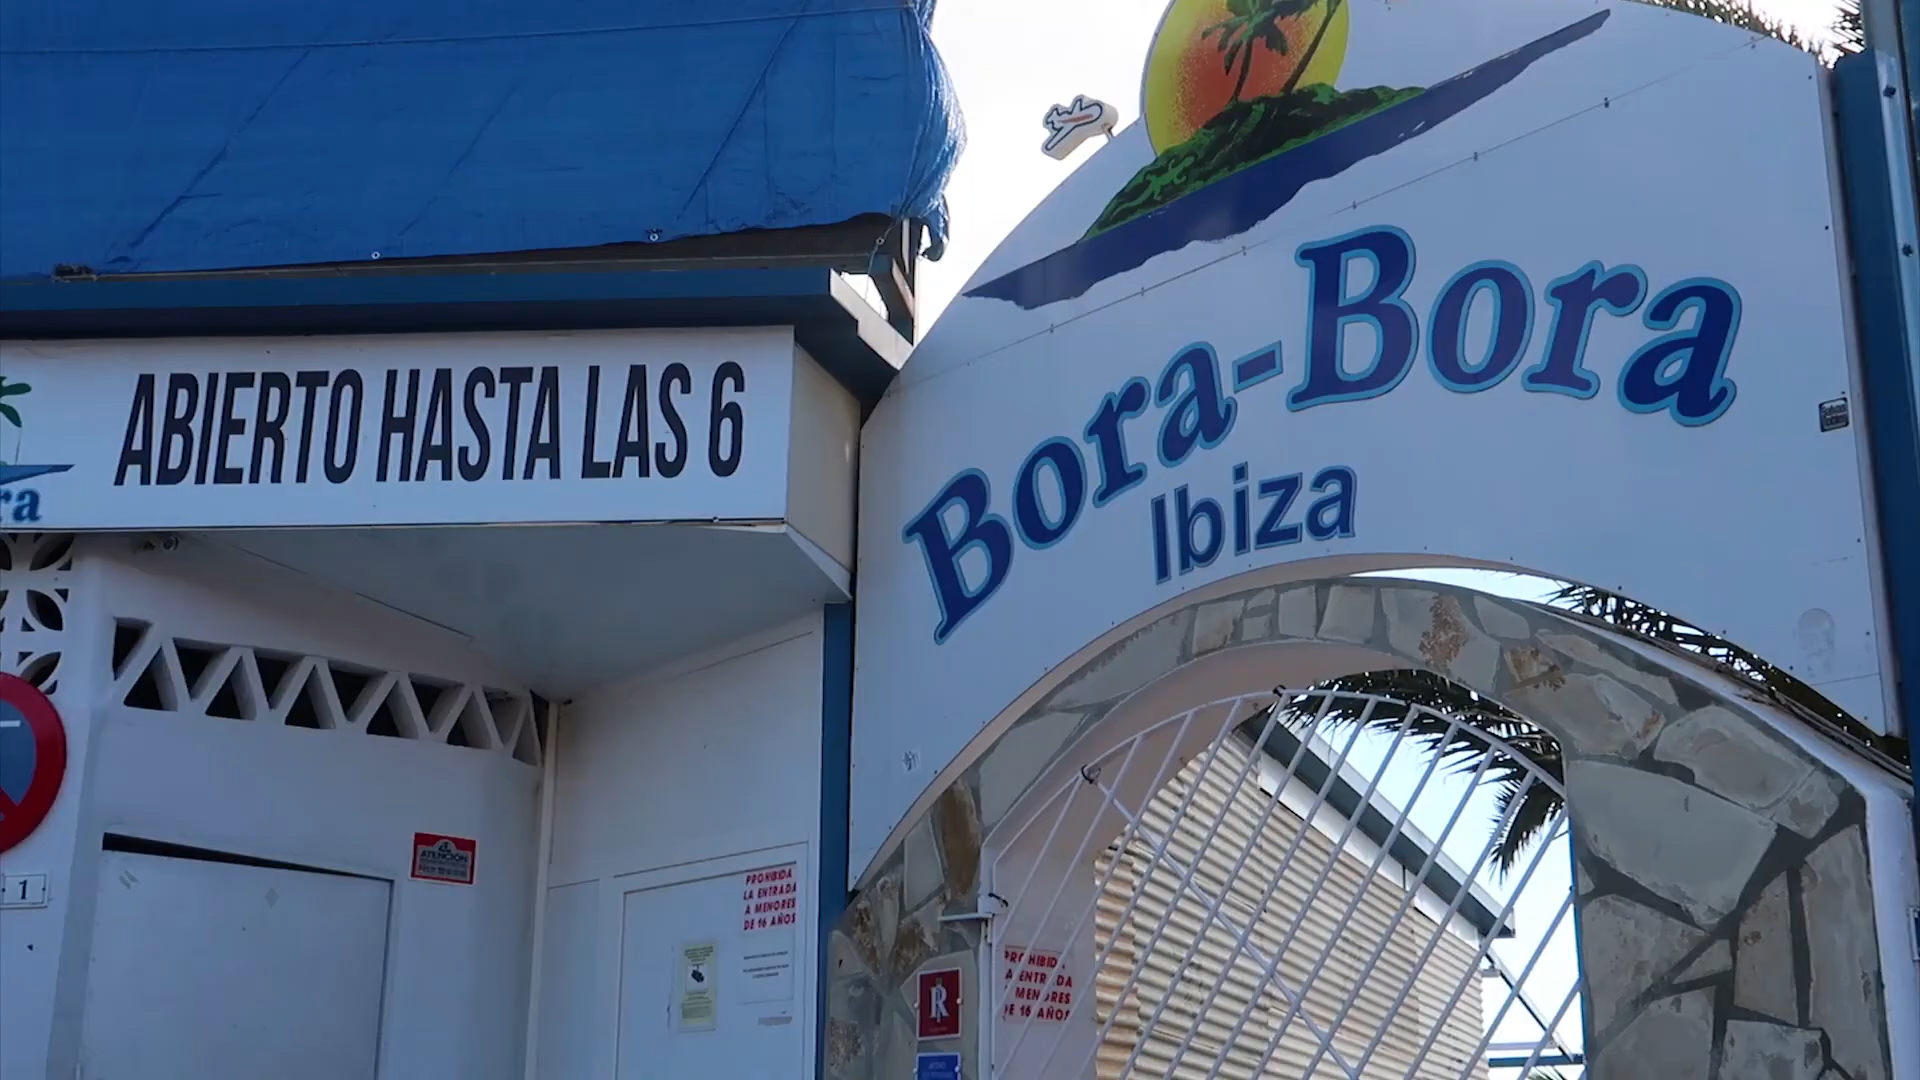 Bora-Bora
Ibiza
ABIERTO HASTA LAS 6
ra
ATENCIÓN
1
PROHIBIDA
LA ENTRADA
A MENORES
DE 16 AÑOS
R
PROHIBIDA
A ENTRADA
MENORES
DE 16 AÑOS